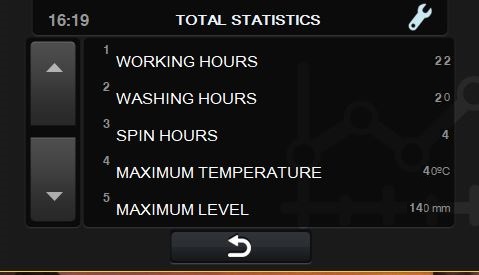 16:19 TOTAL STATISTICS
1 WORKING HOURS 22
2 WASHING HOURS 20
3 SPIN HOURS 4
4 MAXIMUM TEMPERATURE 40ºC
5 MAXIMUM LEVEL 140 mm